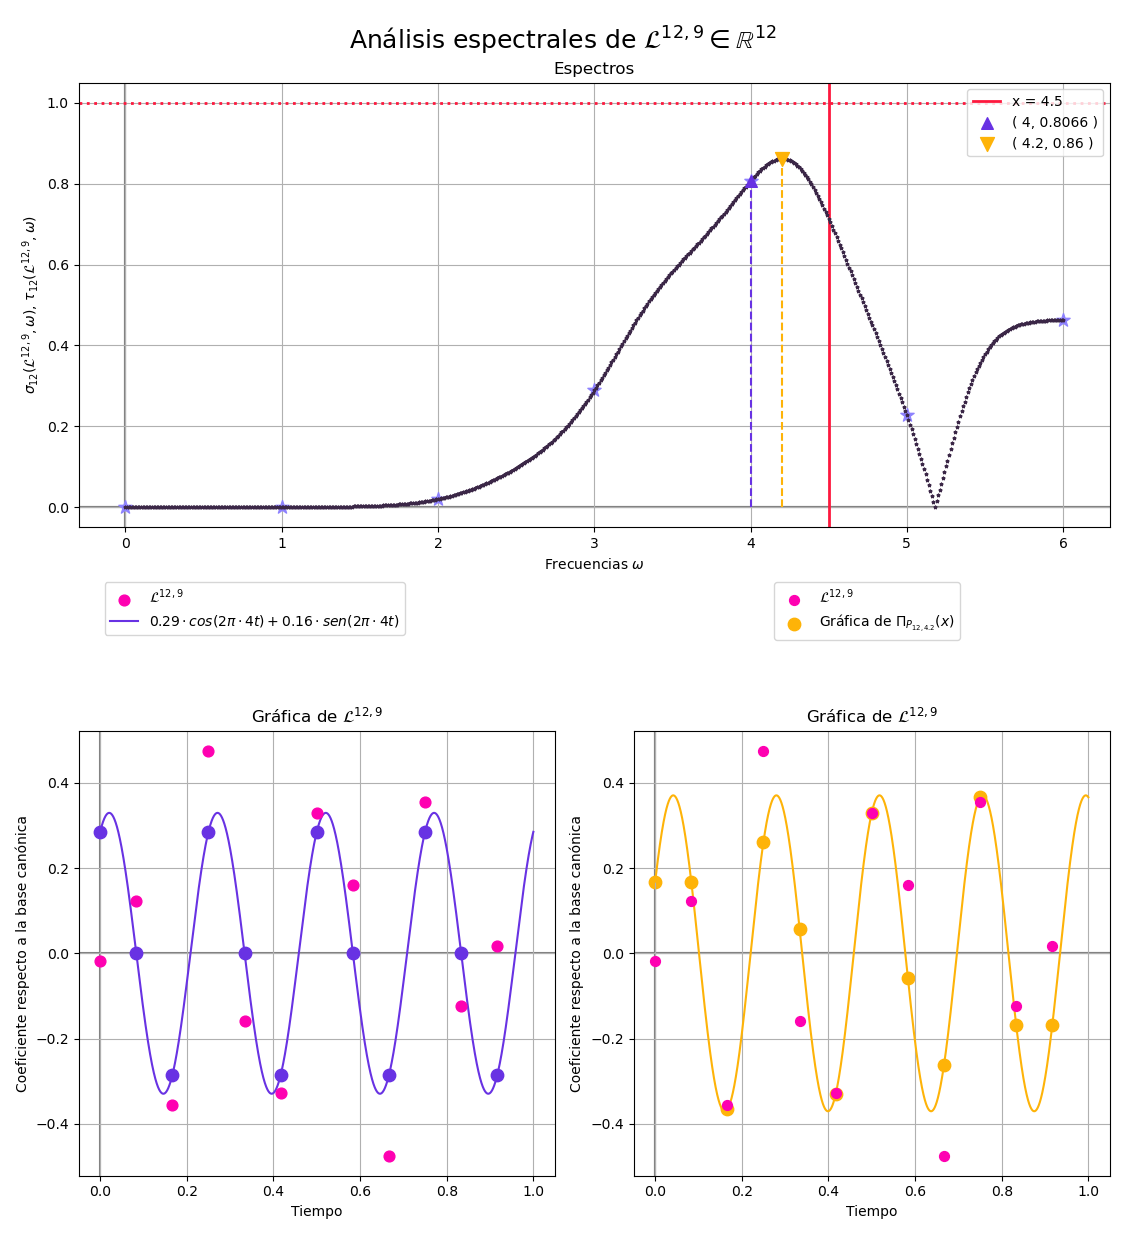 Análisis espectrales de 𝓛^{12,9} ∈ ℝ^{12}
Espectros
x = 4.5
( 4, 0.8066 )
( 4.2, 0.86 )
σ_{12}(𝓛^{12,9}, ω), τ_{12}(𝓛^{12,9}, ω)
1.0
0.8
0.6
0.4
0.2
0.0
0 1 2 3 4 5 6
Frecuencias ω
𝓛^{12,9}
0.29 · cos(2π · 4t) + 0.16 · sen(2π · 4t)
𝓛^{12,9}
Gráfica de Π_{P_{12,4.2}}(x)
Gráfica de 𝓛^{12,9}
Coeficiente respecto a la base canónica
0.4
0.2
0.0
−0.2
−0.4
0.0 0.2 0.4 0.6 0.8 1.0
Tiempo
Gráfica de 𝓛^{12,9}
Coeficiente respecto a la base canónica
0.4
0.2
0.0
−0.2
−0.4
0.0 0.2 0.4 0.6 0.8 1.0
Tiempo